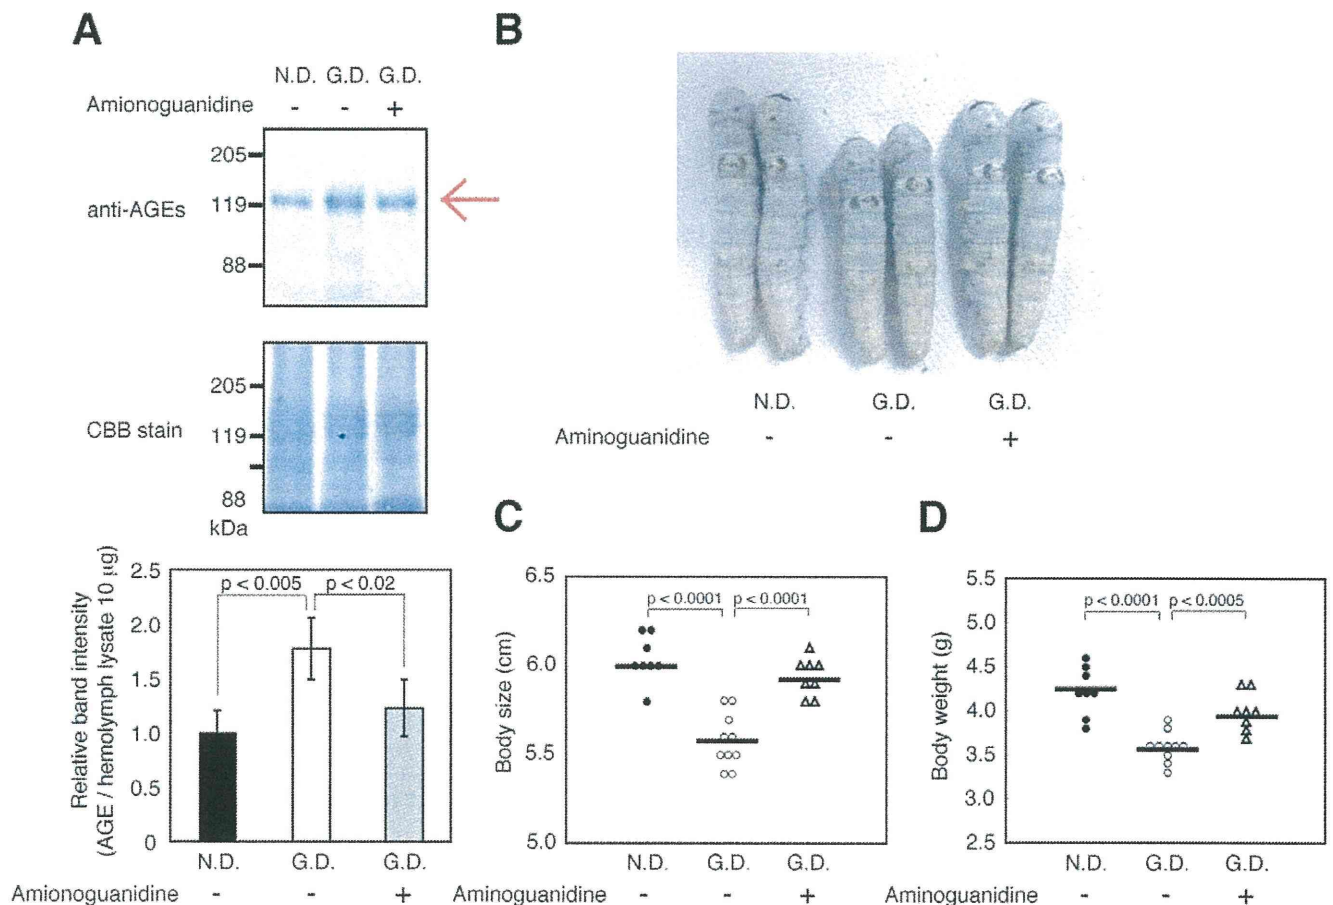 A
N.D. G.D. G.D.
Amionoguanidine - - +
205
anti-AGEs 119
88
205
CBB stain 119
88
kDa
Relative band intensity
(AGE / hemolymph lysate 10 µg)
2.5
2.0
1.5
1.0
0.5
0
p < 0.005 p < 0.02
N.D. G.D. G.D.
Amionoguanidine - - +
B
N.D. G.D. G.D.
Aminoguanidine - - +
C
Body size (cm)
6.5
6.0
5.5
5.0
p < 0.0001 p < 0.0001
N.D. G.D. G.D.
Aminoguanidine - - +
D
Body weight (g)
5.5
5.0
4.5
4.0
3.5
3.0
2.5
p < 0.0001 p < 0.0005
N.D. G.D. G.D.
Aminoguanidine - - +